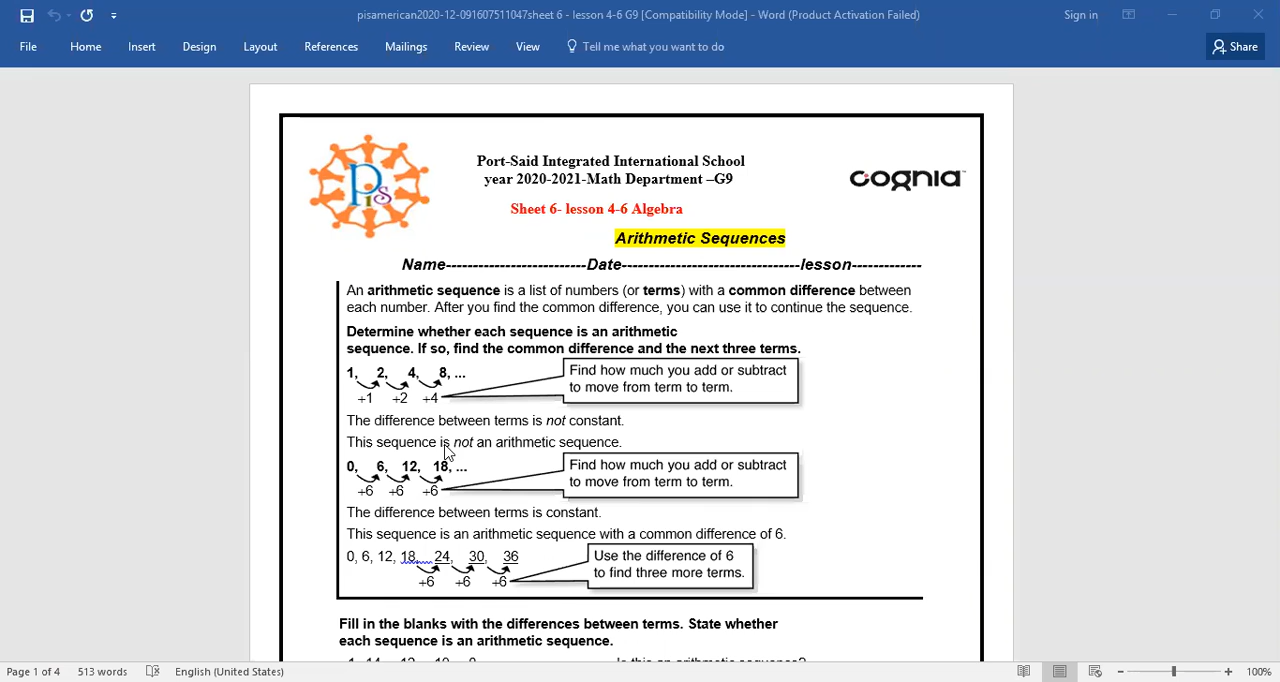 pisamerican2020-12-091607511047sheet 6 - lesson 4-6 G9 [Compatibility Mode] - Word (Product Activation Failed)
Sign in
File Home Insert Design Layout References Mailings Review View Tell me what you want to do
Share
PIS
Port-Said Integrated International School
year 2020-2021-Math Department –G9
cognia
Sheet 6- lesson 4-6 Algebra
Arithmetic Sequences
Name--------------------------Date----------------------------------lesson-------------
An arithmetic sequence is a list of numbers (or terms) with a common difference between
each number. After you find the common difference, you can use it to continue the sequence.
Determine whether each sequence is an arithmetic
sequence. If so, find the common difference and the next three terms.
1, 2, 4, 8, ...
+1 +2 +4
Find how much you add or subtract
to move from term to term.
The difference between terms is not constant.
This sequence is not an arithmetic sequence.
0, 6, 12, 18, ...
+6 +6 +6
Find how much you add or subtract
to move from term to term.
The difference between terms is constant.
This sequence is an arithmetic sequence with a common difference of 6.
0, 6, 12, 18, 24, 30, 36
+6 +6 +6
Use the difference of 6
to find three more terms.
Fill in the blanks with the differences between terms. State whether
each sequence is an arithmetic sequence.
Is this an arithmetic sequence?
Page 1 of 4 513 words English (United States) 100%